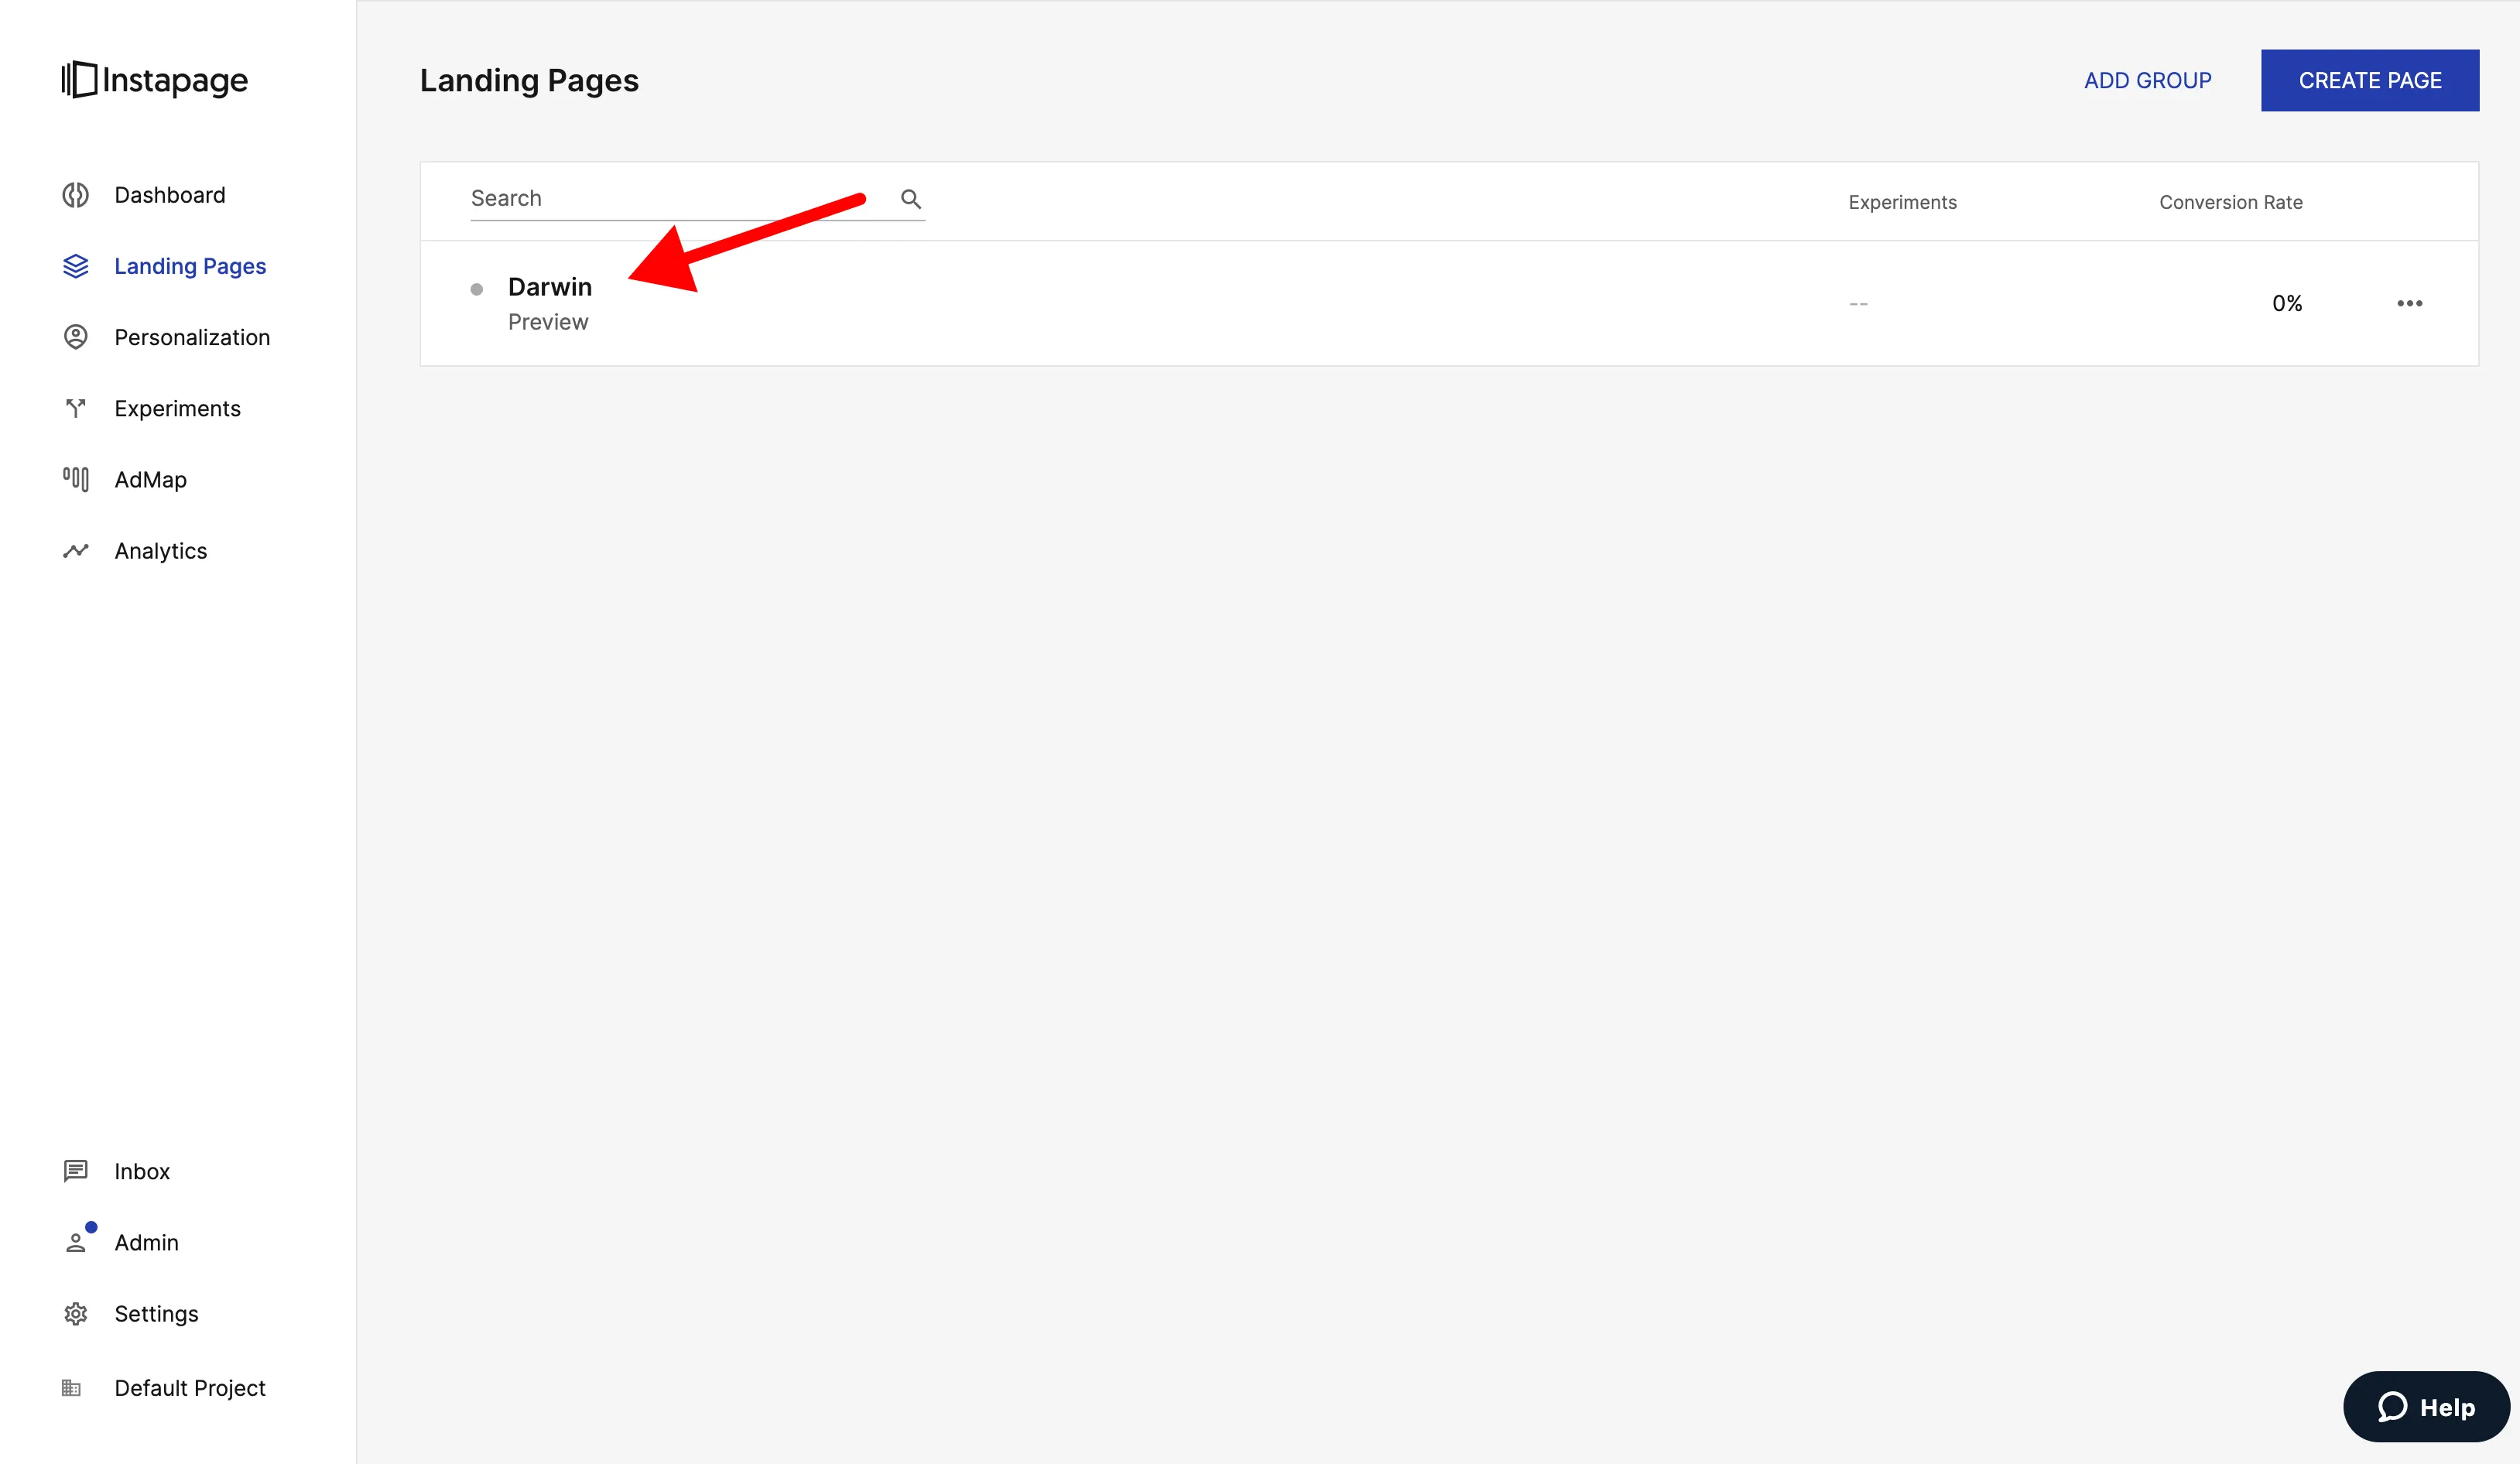 Instapage
Dashboard
Landing Pages
Personalization
Experiments
AdMap
Analytics
Inbox
Admin
Settings
Default Project
Landing Pages
ADD GROUP
CREATE PAGE
Search
Experiments
Conversion Rate
Darwin
Preview
--
0%
Help